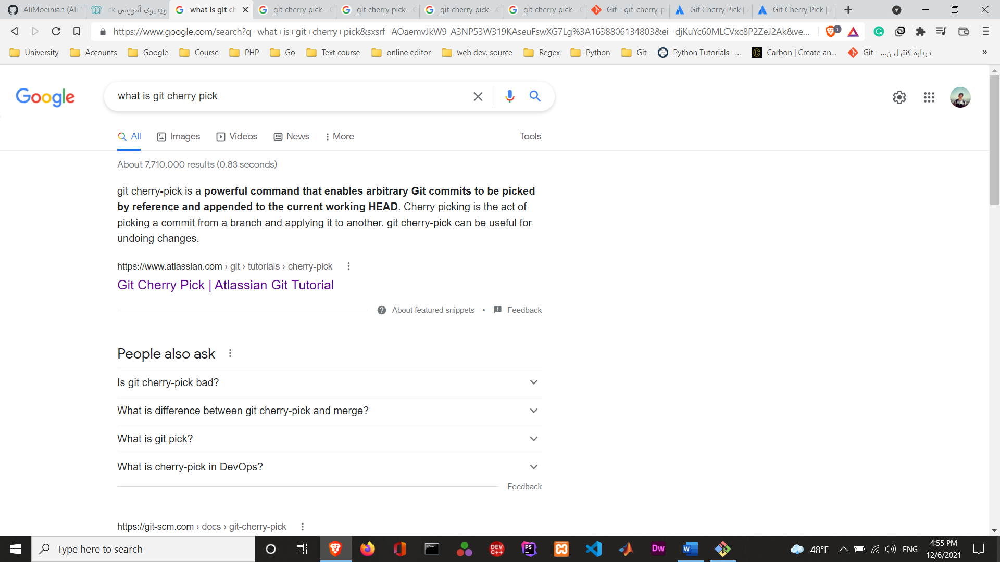 AliMoeinian (Ali
ویدیوی آموزشی
what is git ch
git cherry pick -
git cherry pick -
git cherry pick -
git cherry pick -
Git - git-cherry-p
Git Cherry Pick |
Git Cherry Pick |
https://www.google.com/search?q=what+is+git+cherry+pick&sxsrf=AOaemvJkW9_A3NP53W319KAseuFswXG7Lg%3A1638806134803&ei=djKuYc60MLCVxc8P2ZeJ2Ak&ve...
1
University
Accounts
Google
Course
PHP
Go
Text course
online editor
web dev. source
Regex
Python
Git
Python Tutorials –...
Carbon | Create an...
Git - ...دربارهٔ کنترل ن
»
Google
what is git cherry pick
All
Images
Videos
News
More
Tools
About 7,710,000 results (0.83 seconds)
git cherry-pick is a powerful command that enables arbitrary Git commits to be picked
by reference and appended to the current working HEAD. Cherry picking is the act of
picking a commit from a branch and applying it to another. git cherry-pick can be useful for
undoing changes.
https://www.atlassian.com › git › tutorials › cherry-pick
Git Cherry Pick | Atlassian Git Tutorial
About featured snippets • Feedback
People also ask
Is git cherry-pick bad?
What is difference between git cherry-pick and merge?
What is git pick?
What is cherry-pick in DevOps?
Feedback
https://git-scm.com › docs › git-cherry-pick
Type here to search
DEV
C++
PS
Dw
W
48°F
ENG
4:55 PM
12/6/2021